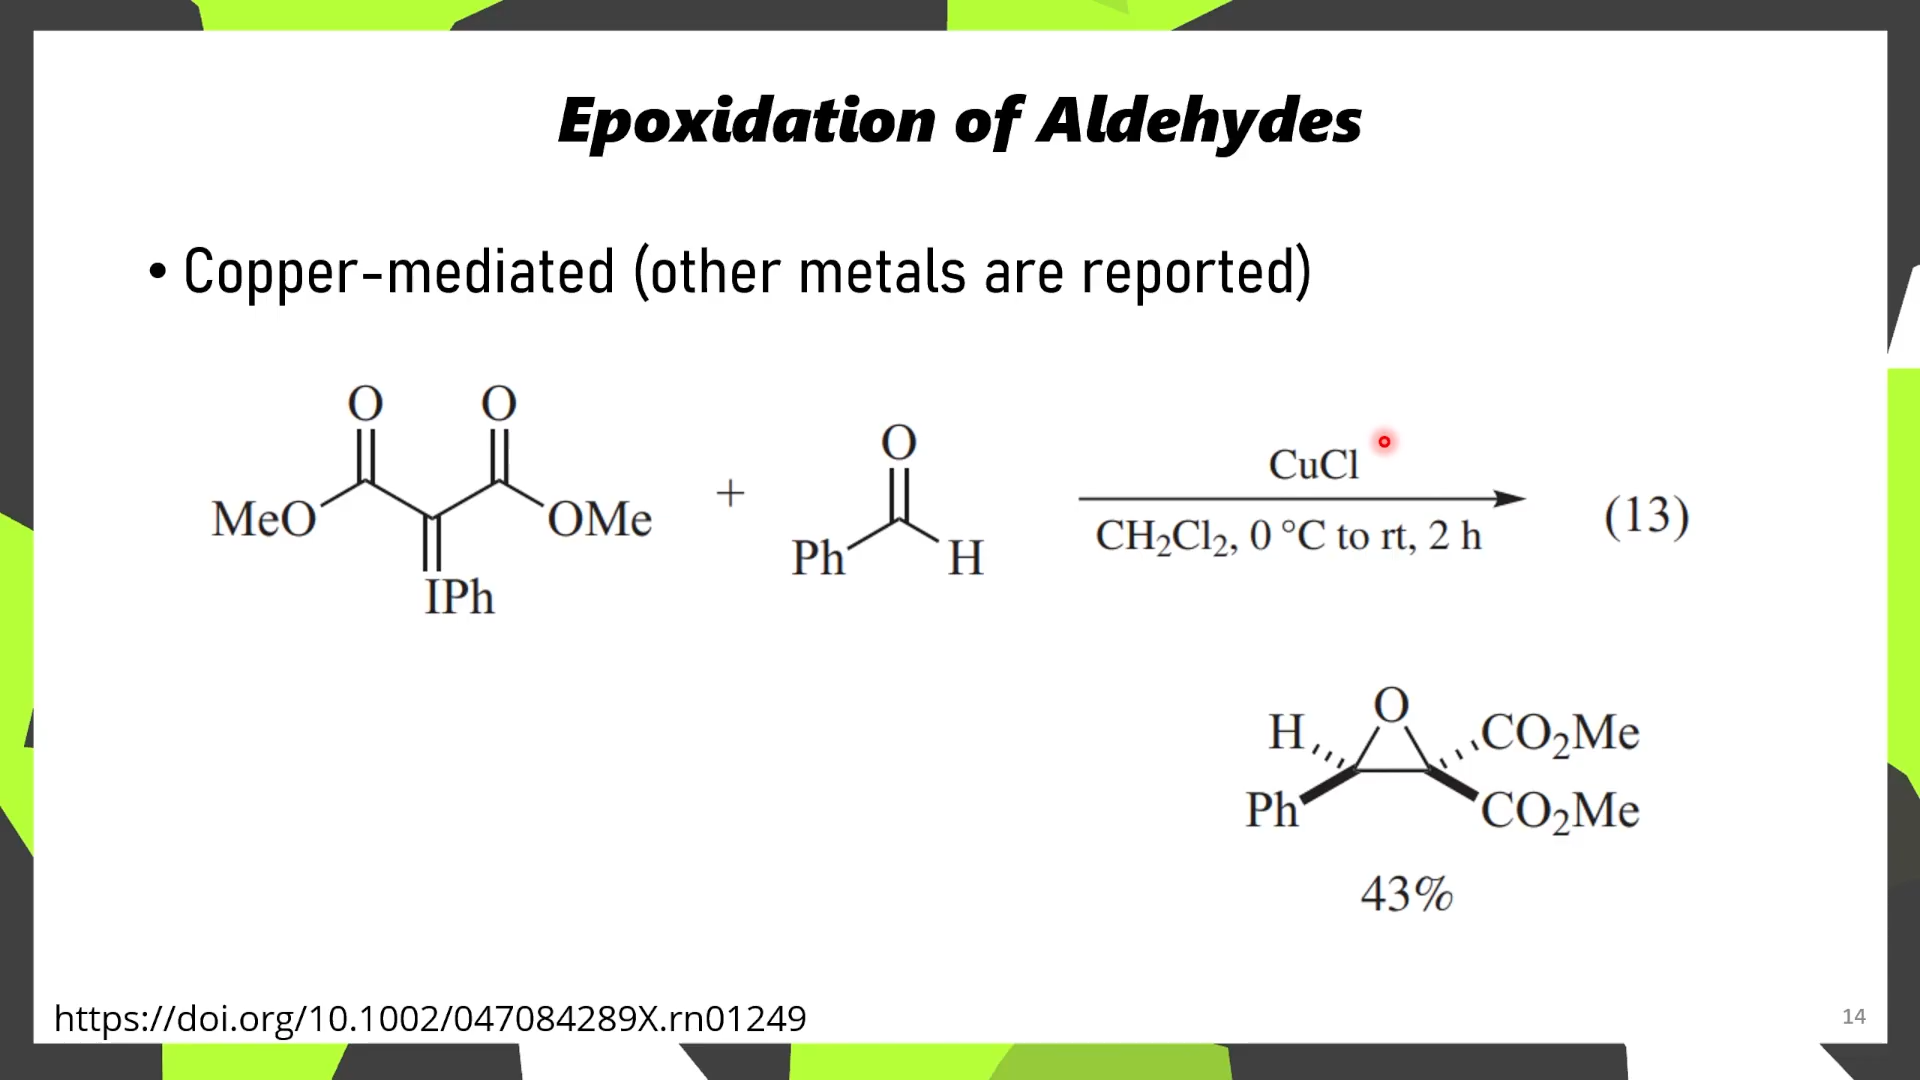 Epoxidation of Aldehydes
• Copper-mediated (other metals are reported)
O O
MeO OMe
IPh
+
O
Ph H
CuCl
CH₂Cl₂, 0 °C to rt, 2 h
(13)
H O CO₂Me
Ph CO₂Me
43%
https://doi.org/10.1002/047084289X.rn01249
14